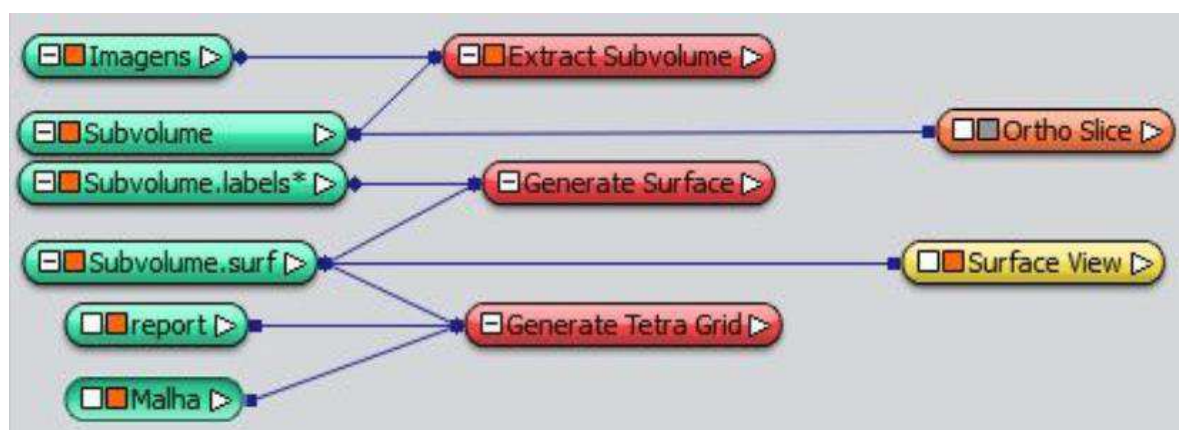 Imagens
Extract Subvolume
Subvolume
Ortho Slice
Subvolume.labels*
Generate Surface
Subvolume.surf
Surface View
report
Generate Tetra Grid
Malha